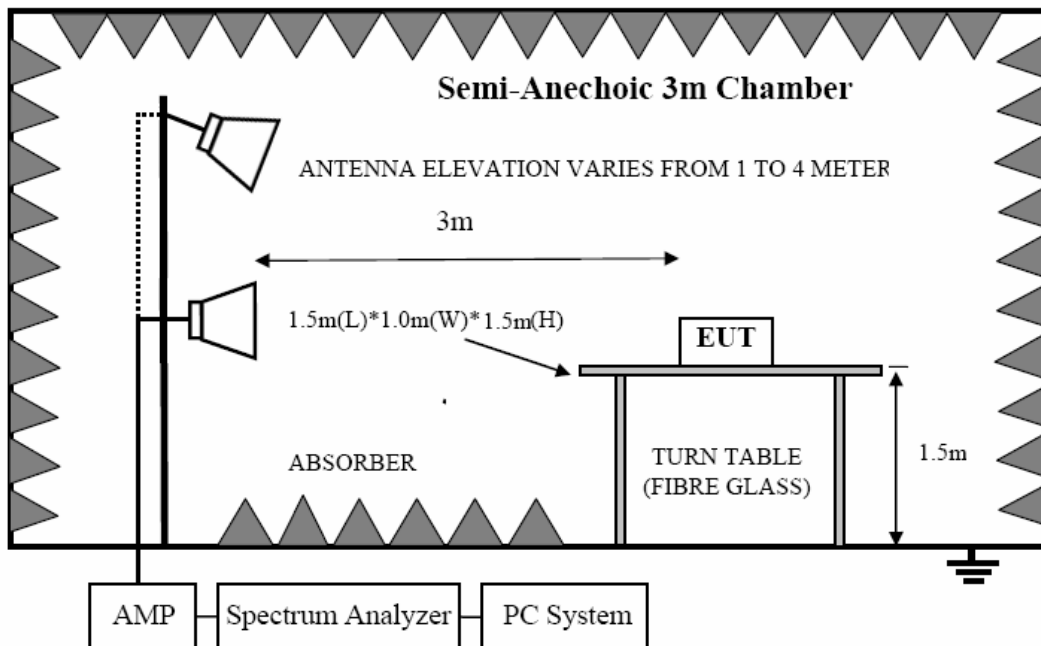 Semi-Anechoic 3m Chamber
ANTENNA ELEVATION VARIES FROM 1 TO 4 METER
3m
1.5m(L)*1.0m(W)*1.5m(H)
EUT
ABSORBER
TURN TABLE
(FIBRE GLASS)
1.5m
AMP
Spectrum Analyzer
PC System